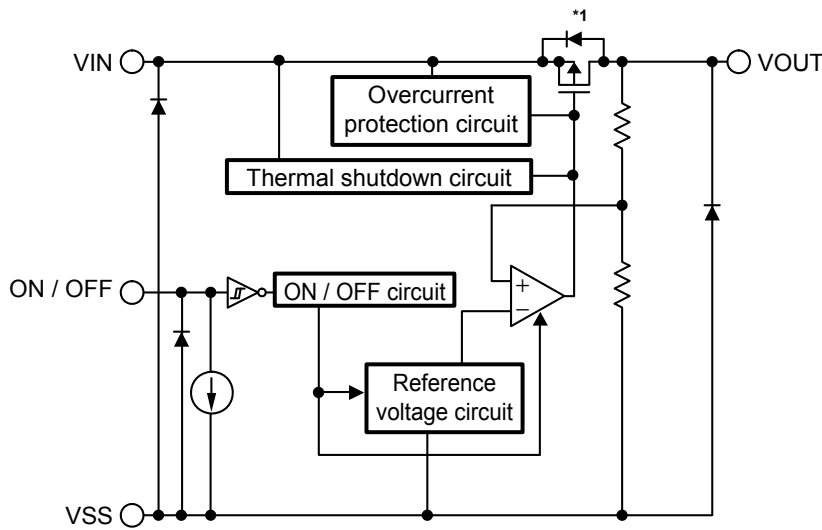 *1
VIN
VOUT
Overcurrent
protection circuit
Thermal shutdown circuit
ON / OFF
ON / OFF circuit
+
−
Reference
voltage circuit
VSS